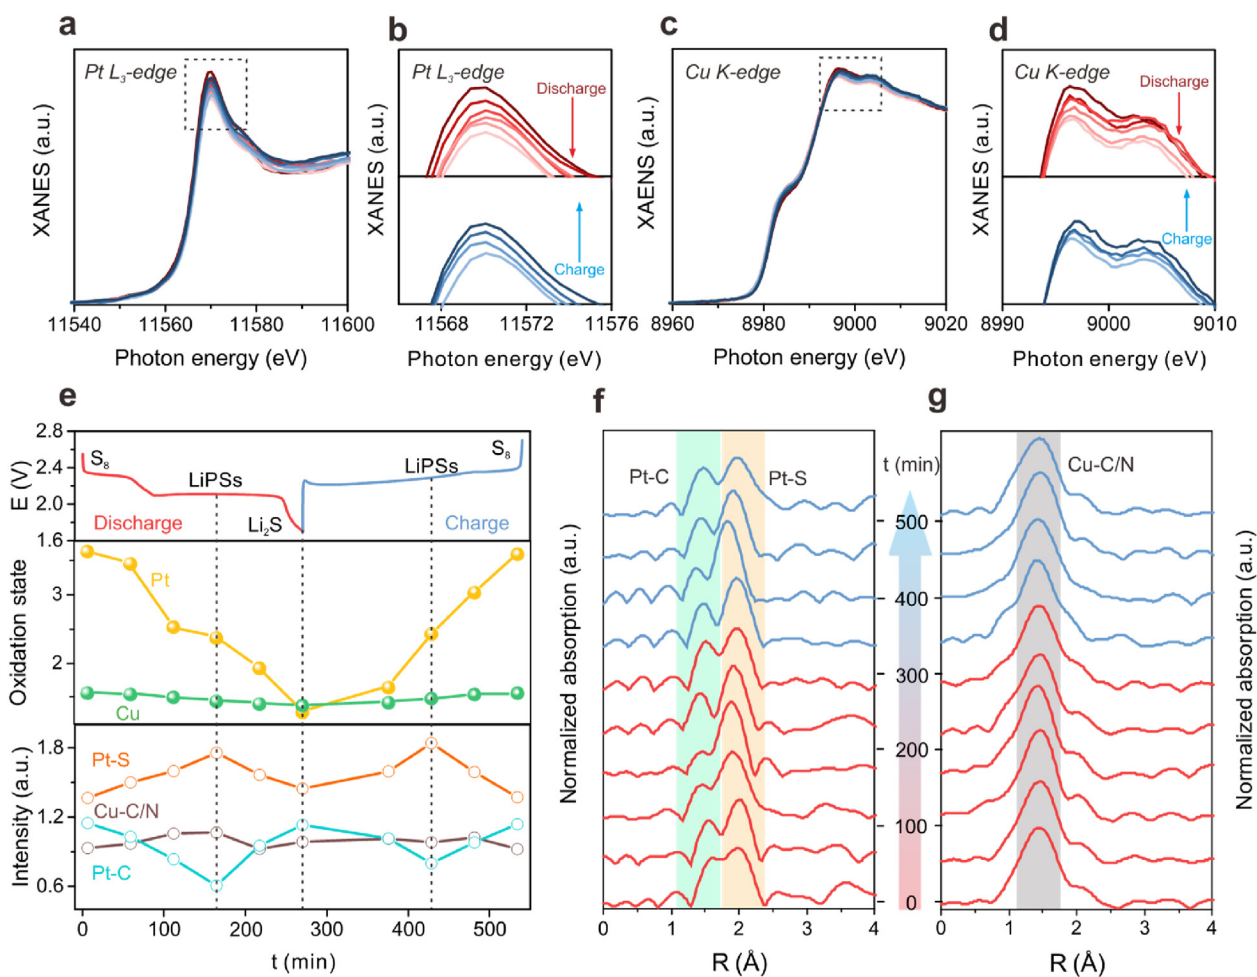 a
b
c
d
Pt L3-edge
Pt L3-edge
Cu K-edge
Cu K-edge
Discharge
Discharge
Charge
Charge
XANES (a.u.)
XANES (a.u.)
XAENS (a.u.)
XANES (a.u.)
11540 11560 11580 11600
11568 11572 11576
8960 8980 9000 9020
8990 9000 9010
Photon energy (eV)
Photon energy (eV)
Photon energy (eV)
Photon energy (eV)
e
f
g
2.8
2.4
2.0
1.6
E (V)
S8
LiPSs
Li2S
LiPSs
S8
Discharge
Charge
3
2
Oxidation state
Pt
Cu
1.8
1.2
0.6
Intensity (a.u.)
Pt-S
Cu-C/N
Pt-C
0 100 200 300 400 500
t (min)
Pt-C
Pt-S
Normalized absorption (a.u.)
0 1 2 3 4
R (Å)
t (min)
500
400
300
200
100
0
Cu-C/N
Normalized absorption (a.u.)
0 1 2 3 4
R (Å)